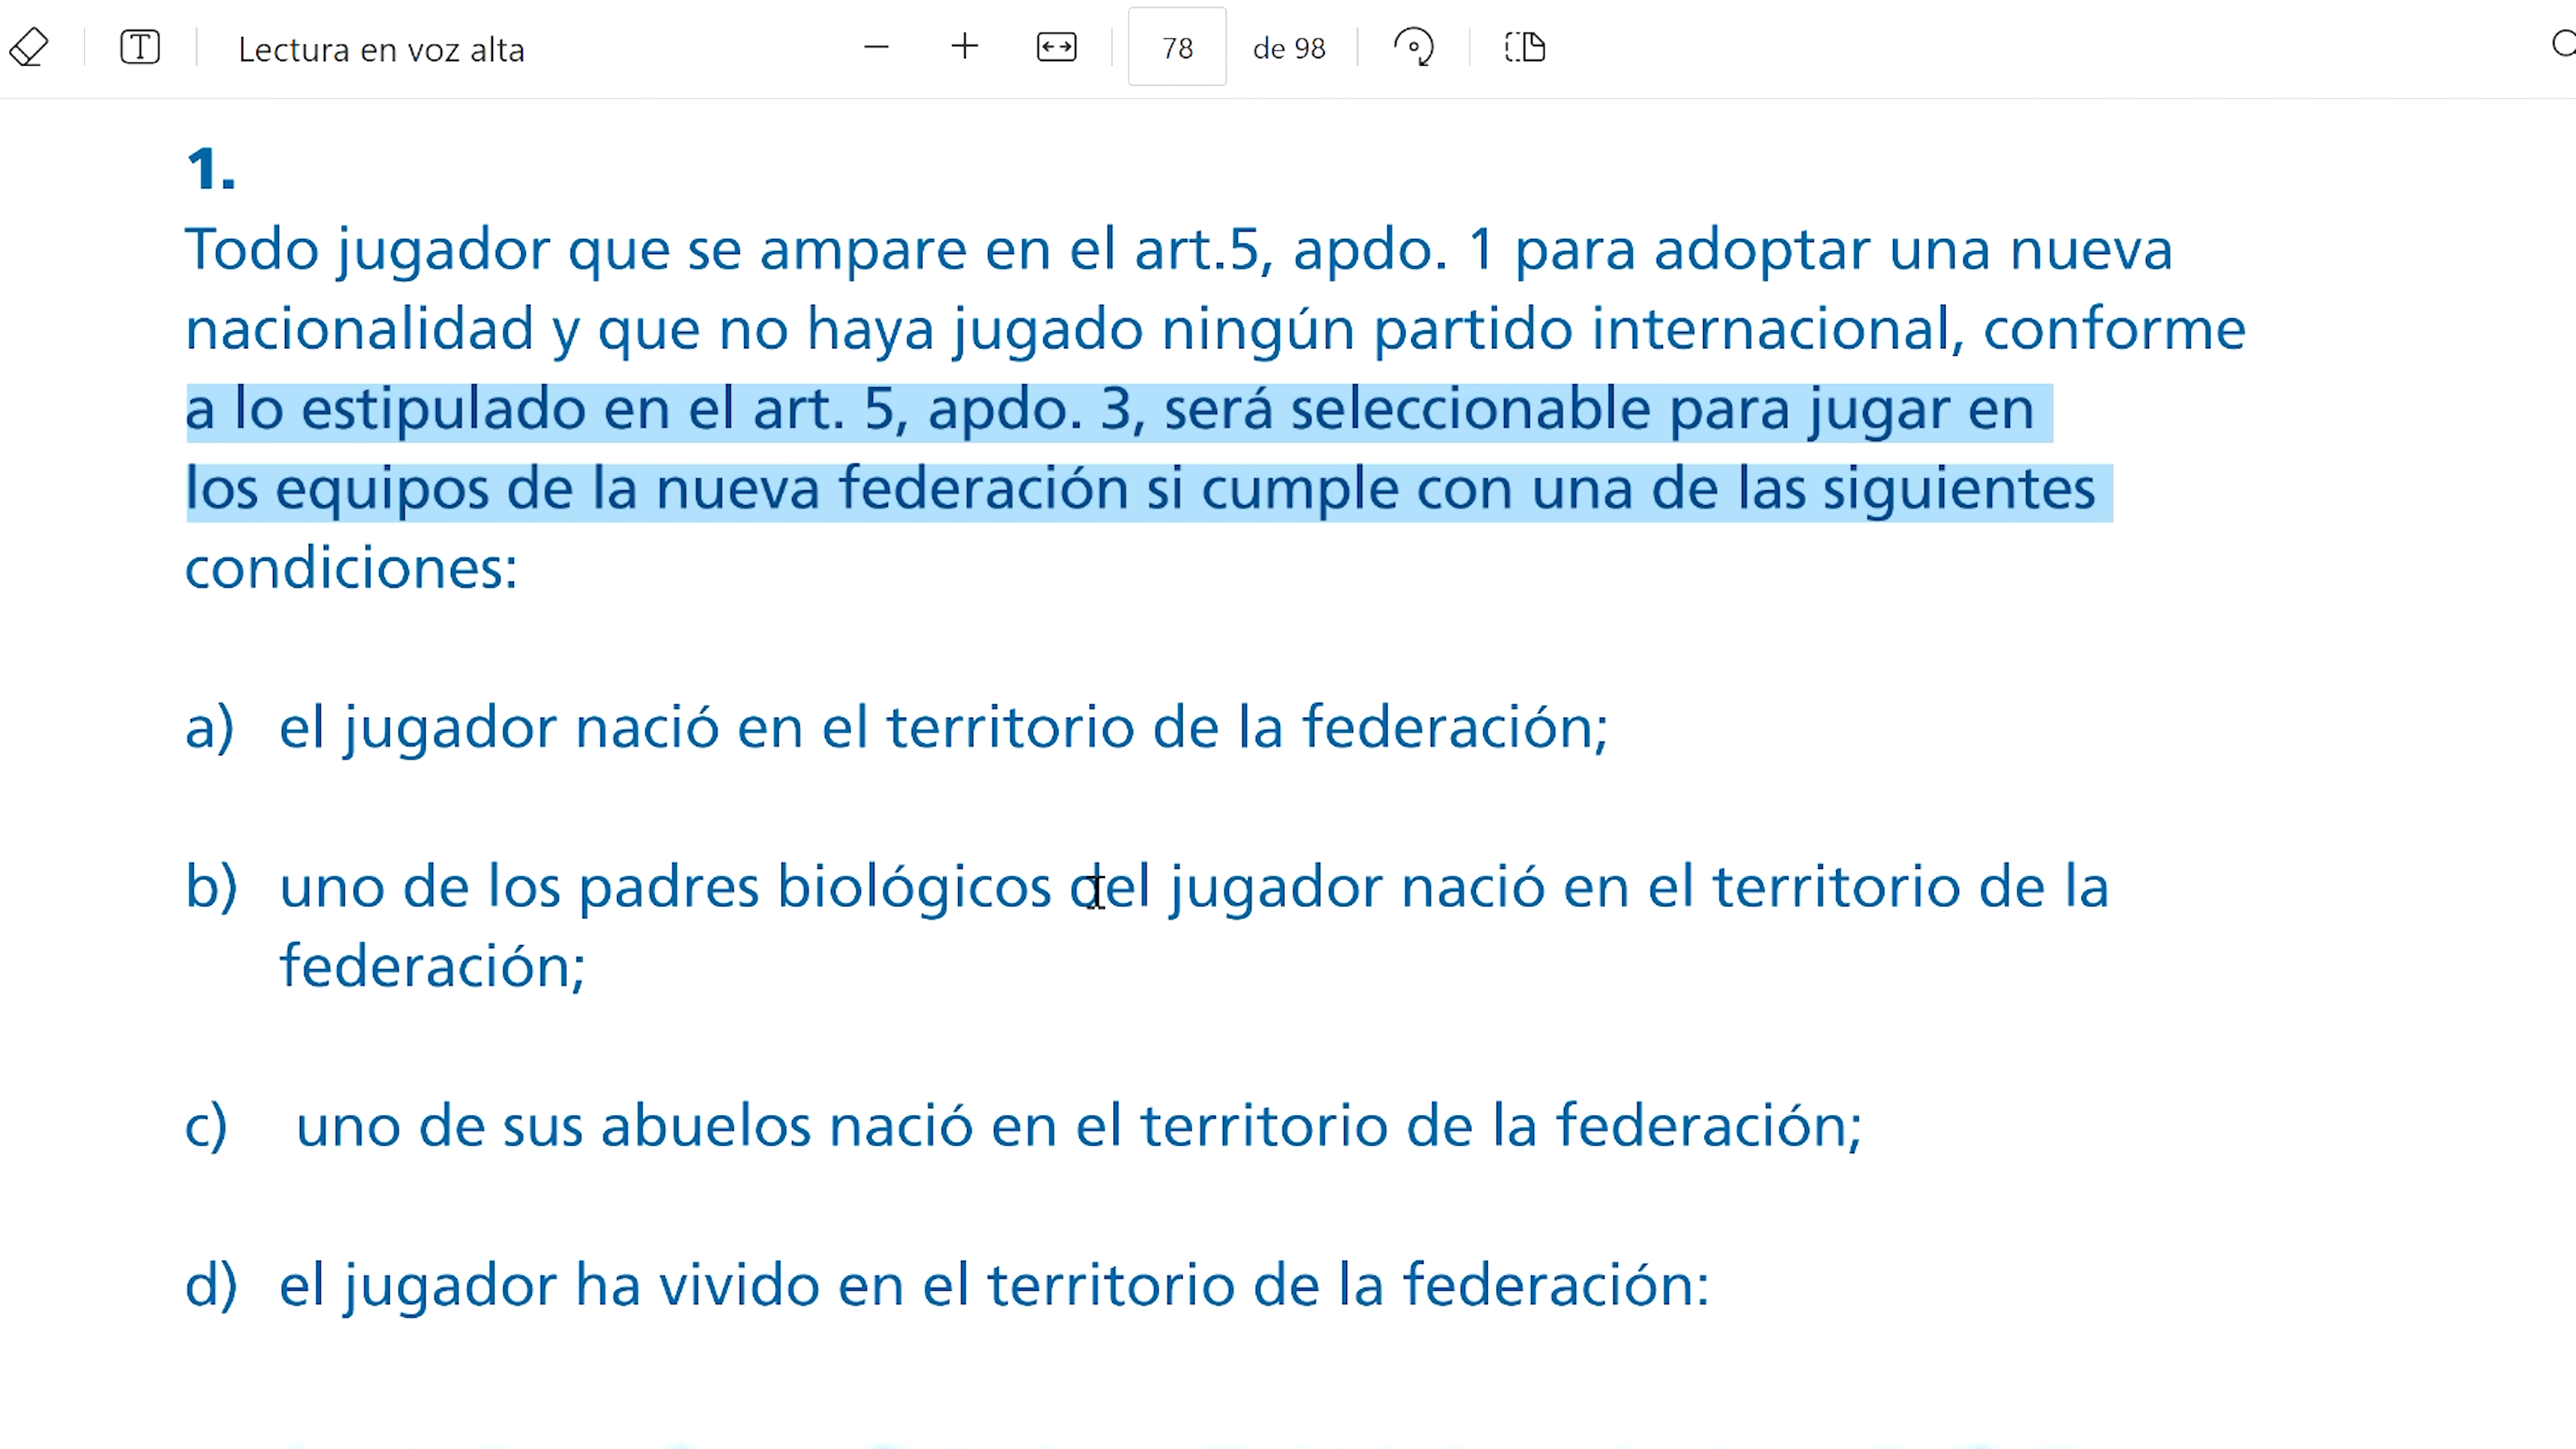 Lectura en voz alta
78 de 98
1.
Todo jugador que se ampare en el art.5, apdo. 1 para adoptar una nueva
nacionalidad y que no haya jugado ningún partido internacional, conforme
a lo estipulado en el art. 5, apdo. 3, será seleccionable para jugar en
los equipos de la nueva federación si cumple con una de las siguientes
condiciones:
a) el jugador nació en el territorio de la federación;
b) uno de los padres biológicos del jugador nació en el territorio de la
federación;
c) uno de sus abuelos nació en el territorio de la federación;
d) el jugador ha vivido en el territorio de la federación: